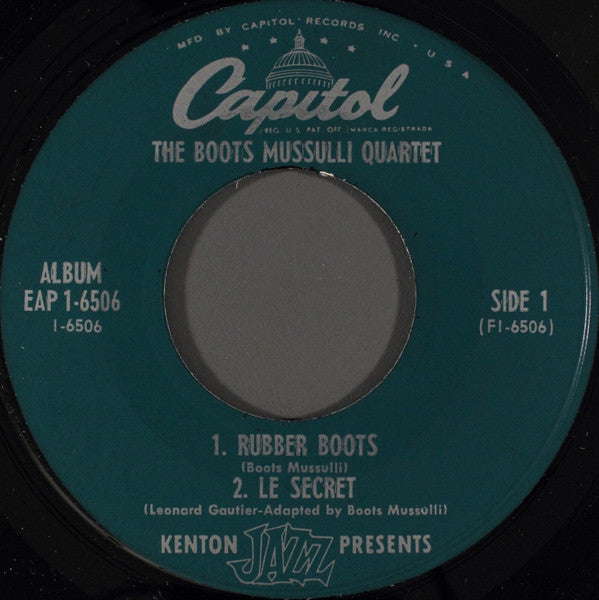 MFD BY CAPITOL RECORDS INC • U S A
Capitol
REG. U. S. PAT. OFF. MARCA REGISTRADA
THE BOOTS MUSSULLI QUARTET
ALBUM
EAP 1-6506
1-6506
SIDE 1
(F1-6506)
1. RUBBER BOOTS
(Boots Mussulli)
2. LE SECRET
(Leonard Gautier-Adapted by Boots Mussulli)
KENTON JAZZ PRESENTS